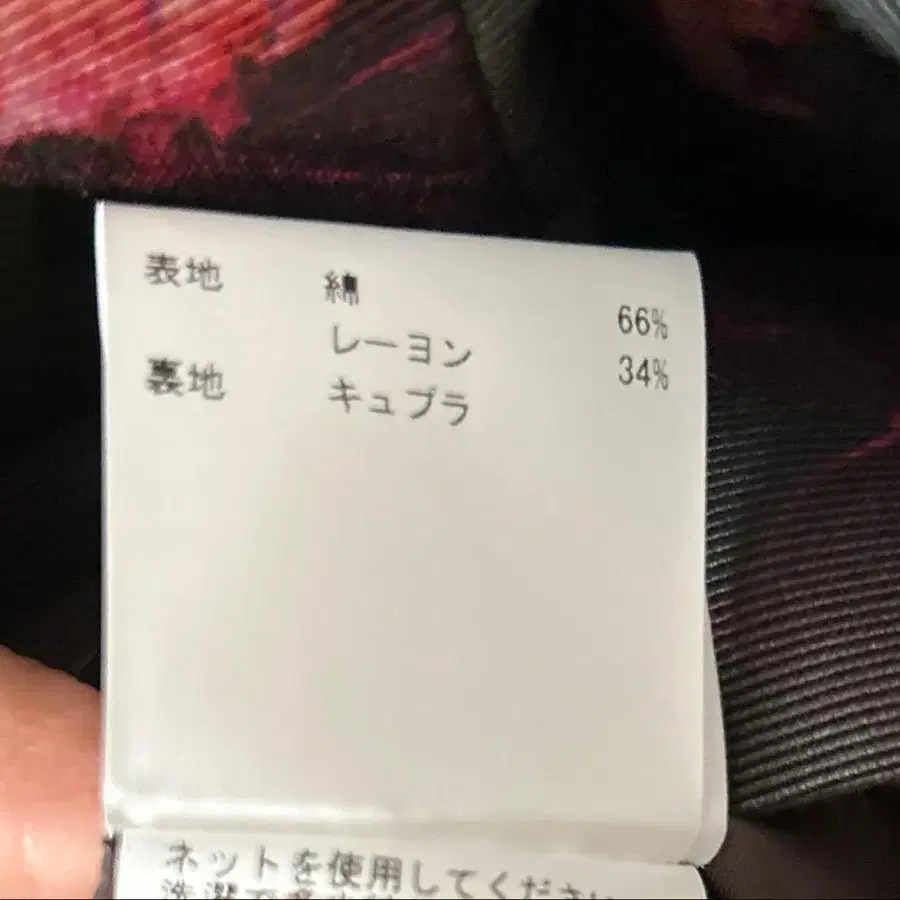 表地 綿 66%
レーヨン 34%
裏地 キュプラ
ネットを使用してください